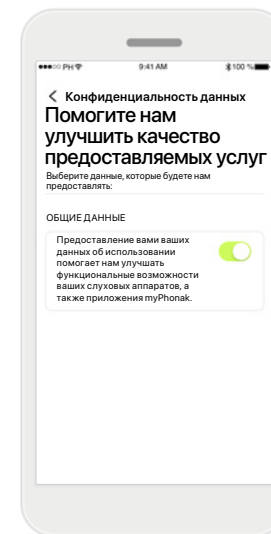 PH
9:41 AM
100 %
Конфиденциальность данных
Помогите нам
улучшить качество
предоставляемых услуг
Выберите данные, которые будете нам
предоставлять:
ОБЩИЕ ДАННЫЕ
Предоставление вами ваших
данных об использовании
помогает нам улучшать
функциональные возможности
ваших слуховых аппаратов, а
также приложения myPhonak.